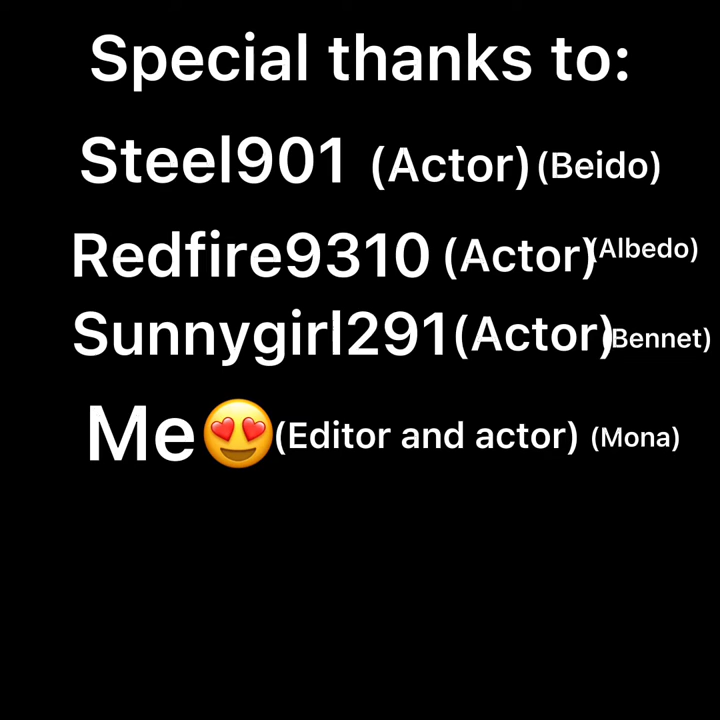 Special thanks to:
Steel901 (Actor) (Beido)
Redfire9310 (Actor) (Albedo)
Sunnygirl291 (Actor) (Bennet)
Me😍 (Editor and actor) (Mona)